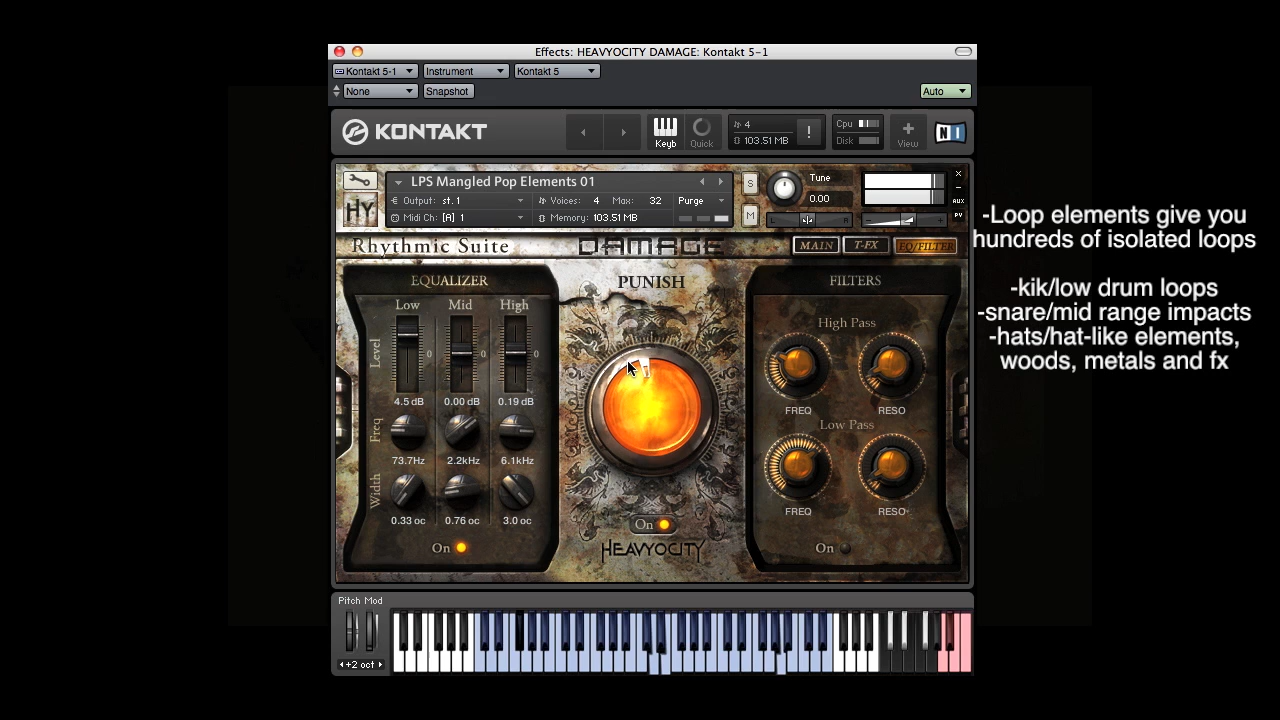 Effects: HEAVYOCITY DAMAGE: Kontakt 5-1
Kontakt 5-1 Instrument Kontakt 5
None Snapshot Auto
KONTAKT
Keyb Quick 4 103.51 MB ! Cpu Disk View NI
LPS Mangled Pop Elements 01
Output: st. 1 Voices: 4 Max: 32 Purge
Midi Ch: [A] 1 Memory: 103.51 MB
HY
S
M
Tune
0.00
L R
AUX
PV
Rhythmic Suite DAMAGE MAIN T-FX EQ/FILTER
EQUALIZER
Low Mid High
Level
0 0 0
4.5 dB 0.00 dB 0.19 dB
Freq
73.7Hz 2.2kHz 6.1kHz
Width
0.33 oc 0.76 oc 3.0 oc
On
PUNISH
On
HEAVYOCITY
FILTERS
High Pass
FREQ RESO
Low Pass
FREQ RESO
On
Pitch Mod
+2 oct
-Loop elements give you
hundreds of isolated loops
-kik/low drum loops
-snare/mid range impacts
-hats/hat-like elements,
woods, metals and fx